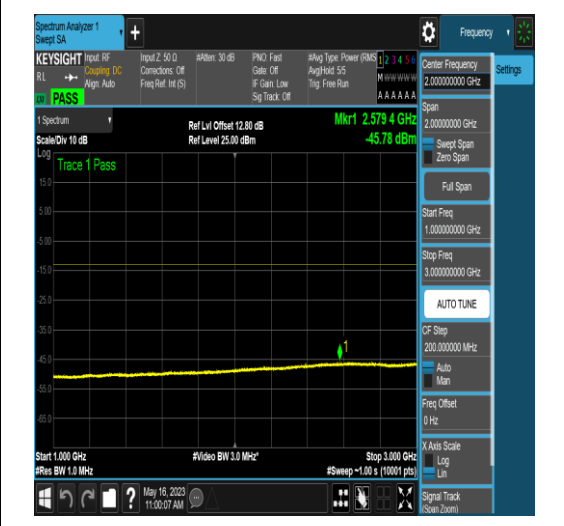 Spectrum Analyzer 1
Swept SA
Frequency
KEYSIGHT
RL
Input: RF
Coupling: DC
Align: Auto
Input Z: 50 Ω
Corrections: Off
Freq Ref: Int (S)
#Atten: 30 dB
PNO: Fast
Gate: Off
IF Gain: Low
Sig Track: Off
#Avg Type: Power (RMS
Avg|Hold: 5/5
Trig: Free Run
1 2 3 4 5 6
M W W W W W
A A A A A A
PASS
1 Spectrum
Scale/Div 10 dB
Ref Lvl Offset 12.80 dB
Ref Level 25.00 dBm
Mkr1 2.579 4 GHz
-45.78 dBm
Log
Trace 1 Pass
15.0
5.00
-5.00
-15.0
-25.0
-35.0
-45.0
-55.0
-65.0
1
Start 1.000 GHz
#Res BW 1.0 MHz
#Video BW 3.0 MHz*
Stop 3.000 GHz
#Sweep ~1.00 s (10001 pts)
May 16, 2023
11:00:07 AM
?
Center Frequency
2.000000000 GHz
Settings
Span
2.00000000 GHz
Swept Span
Zero Span
Full Span
Start Freq
1.000000000 GHz
Stop Freq
3.000000000 GHz
AUTO TUNE
CF Step
200.000000 MHz
Auto
Man
Freq Offset
0 Hz
X Axis Scale
Log
Lin
Signal Track
(Span Zoom)